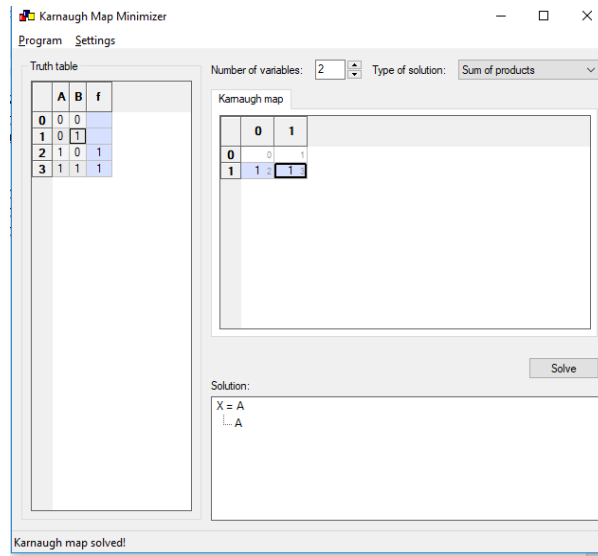 Karnaugh Map Minimizer
Program Settings
Truth table
A B f
0 0 0
1 0 1
2 1 0 1
3 1 1 1
Number of variables: 2 Type of solution: Sum of products
Karnaugh map
0 1
0 0 1
1 1 2 1 3
Solve
Solution:
X = A
A
Karnaugh map solved!